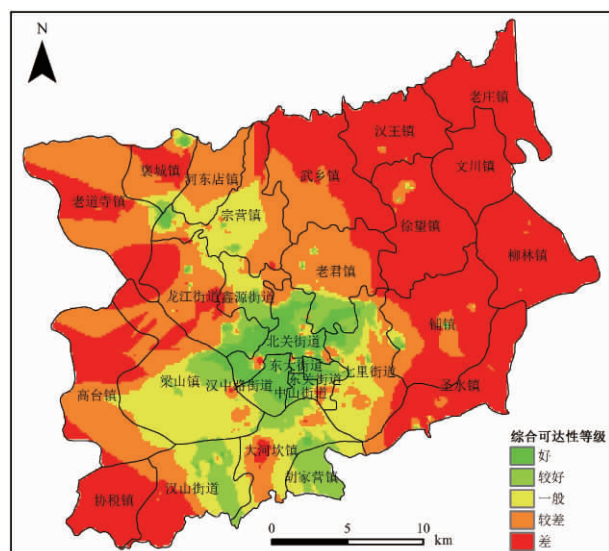 N
老庄镇
汉王镇
文川镇
武乡镇
褒城镇
河东店镇
老道寺镇
宗营镇
徐望镇
柳林镇
老君镇
龙江街道
鑫源街道
铺镇
北关街道
东大街道
七里街道
圣水镇
梁山镇
汉中路街道
东关街道
高台镇
中山街道
大河坎镇
胡家营镇
汉山街道
协税镇
综合可达性等级
好
较好
一般
较差
差
0 5 10
km